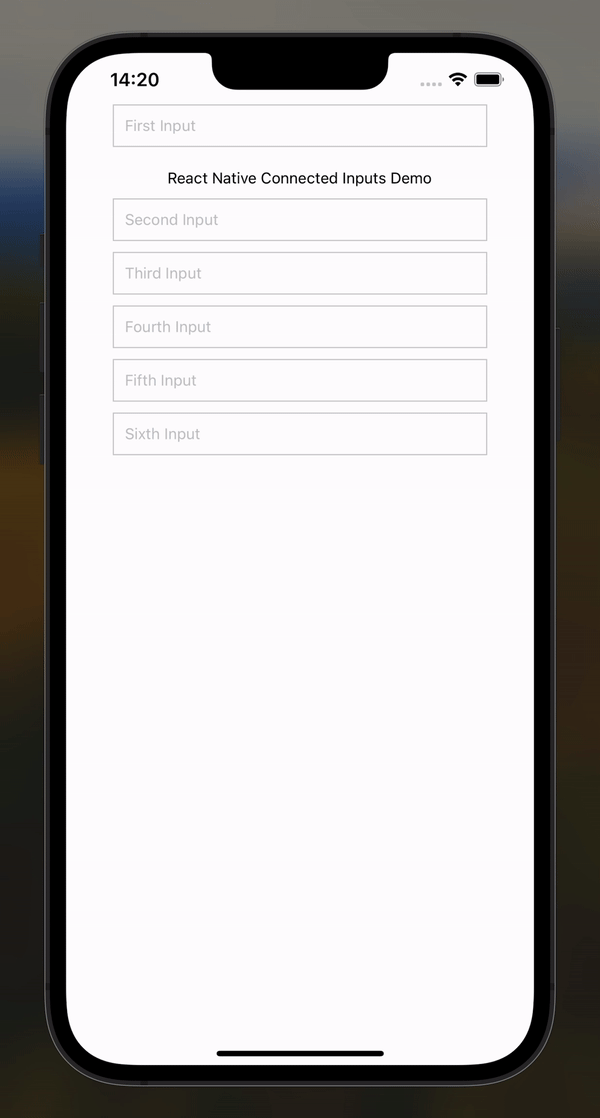 14:20
First Input
React Native Connected Inputs Demo
Second Input
Third Input
Fourth Input
Fifth Input
Sixth Input